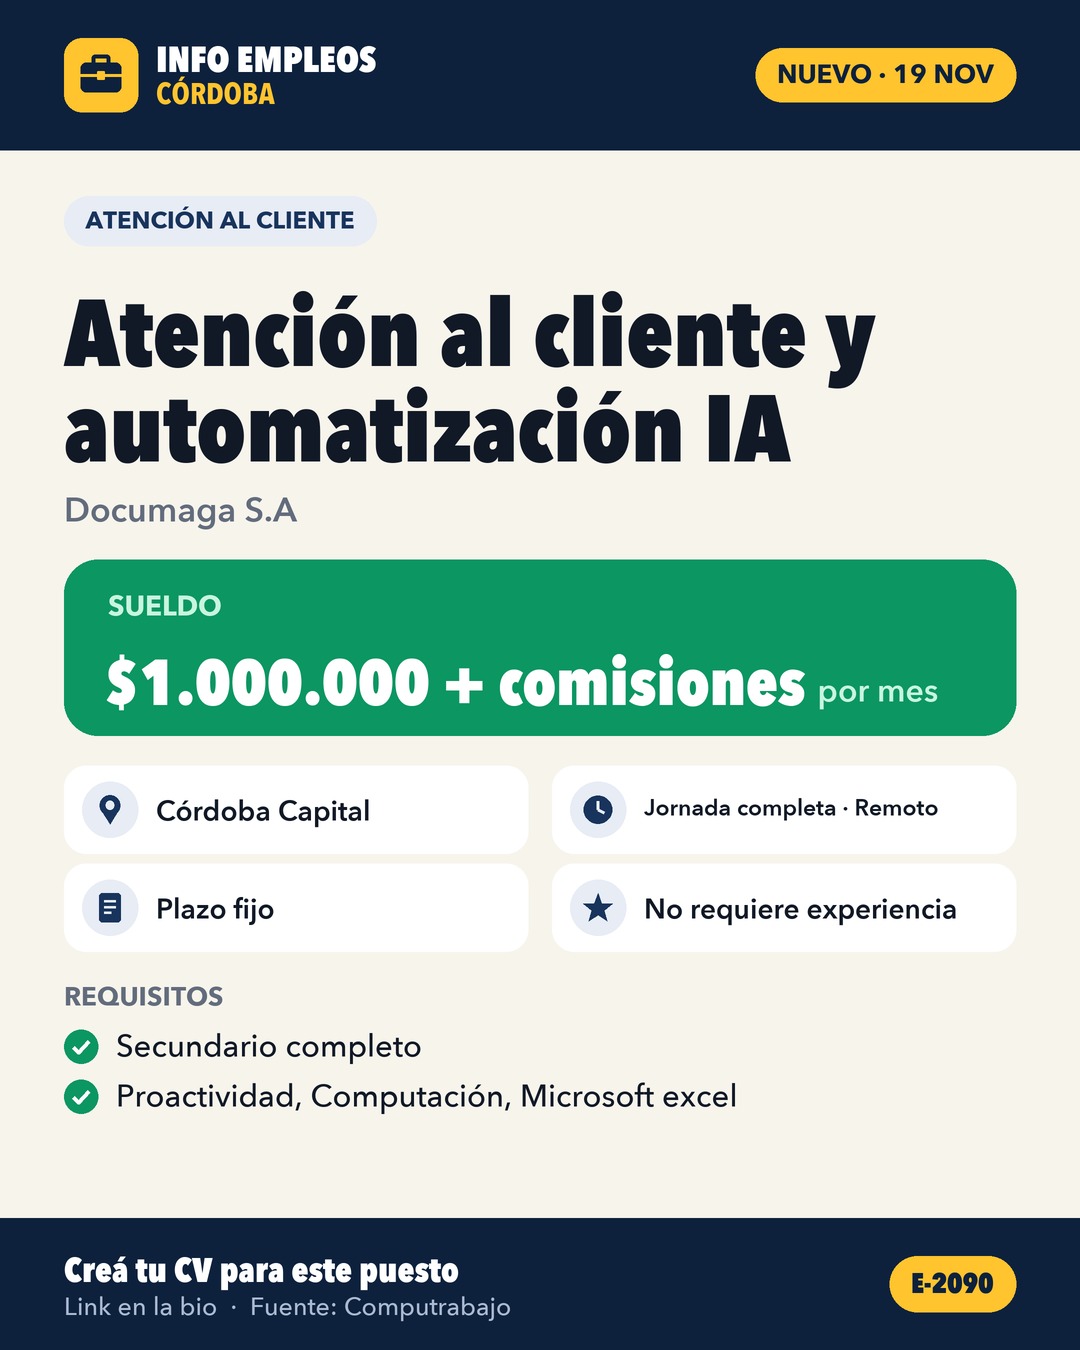 INFO EMPLEOS
CÓRDOBA
NUEVO · 19 NOV
ATENCIÓN AL CLIENTE
Atención al cliente y
automatización IA
Documaga S.A
SUELDO
$1.000.000 + comisiones por mes
Córdoba Capital
Jornada completa · Remoto
Plazo fijo
No requiere experiencia
REQUISITOS
Secundario completo
Proactividad, Computación, Microsoft excel
Creá tu CV para este puesto
Link en la bio · Fuente: Computrabajo
E-2090